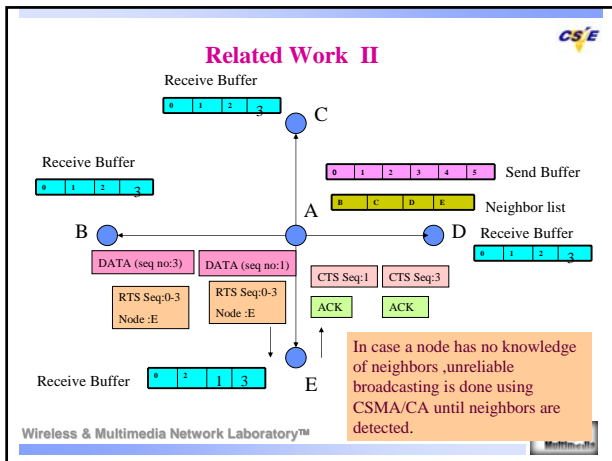 CSIE
Related Work II
Receive Buffer
0 1 2 3
C
Receive Buffer
0 1 2 3
0 1 2 3 4 5
Send Buffer
B C D E
Neighbor list
A
B
D
Receive Buffer
0 1 2 3
DATA (seq no:3)
DATA (seq no:1)
CTS Seq:1
CTS Seq:3
RTS Seq:0-3
Node :E
RTS Seq:0-3
Node :E
ACK
ACK
E
Receive Buffer
0 2 1 3
In case a node has no knowledge
of neighbors ,unreliable
broadcasting is done using
CSMA/CA until neighbors are
detected.
Wireless & Multimedia Network Laboratory™
Multimedia